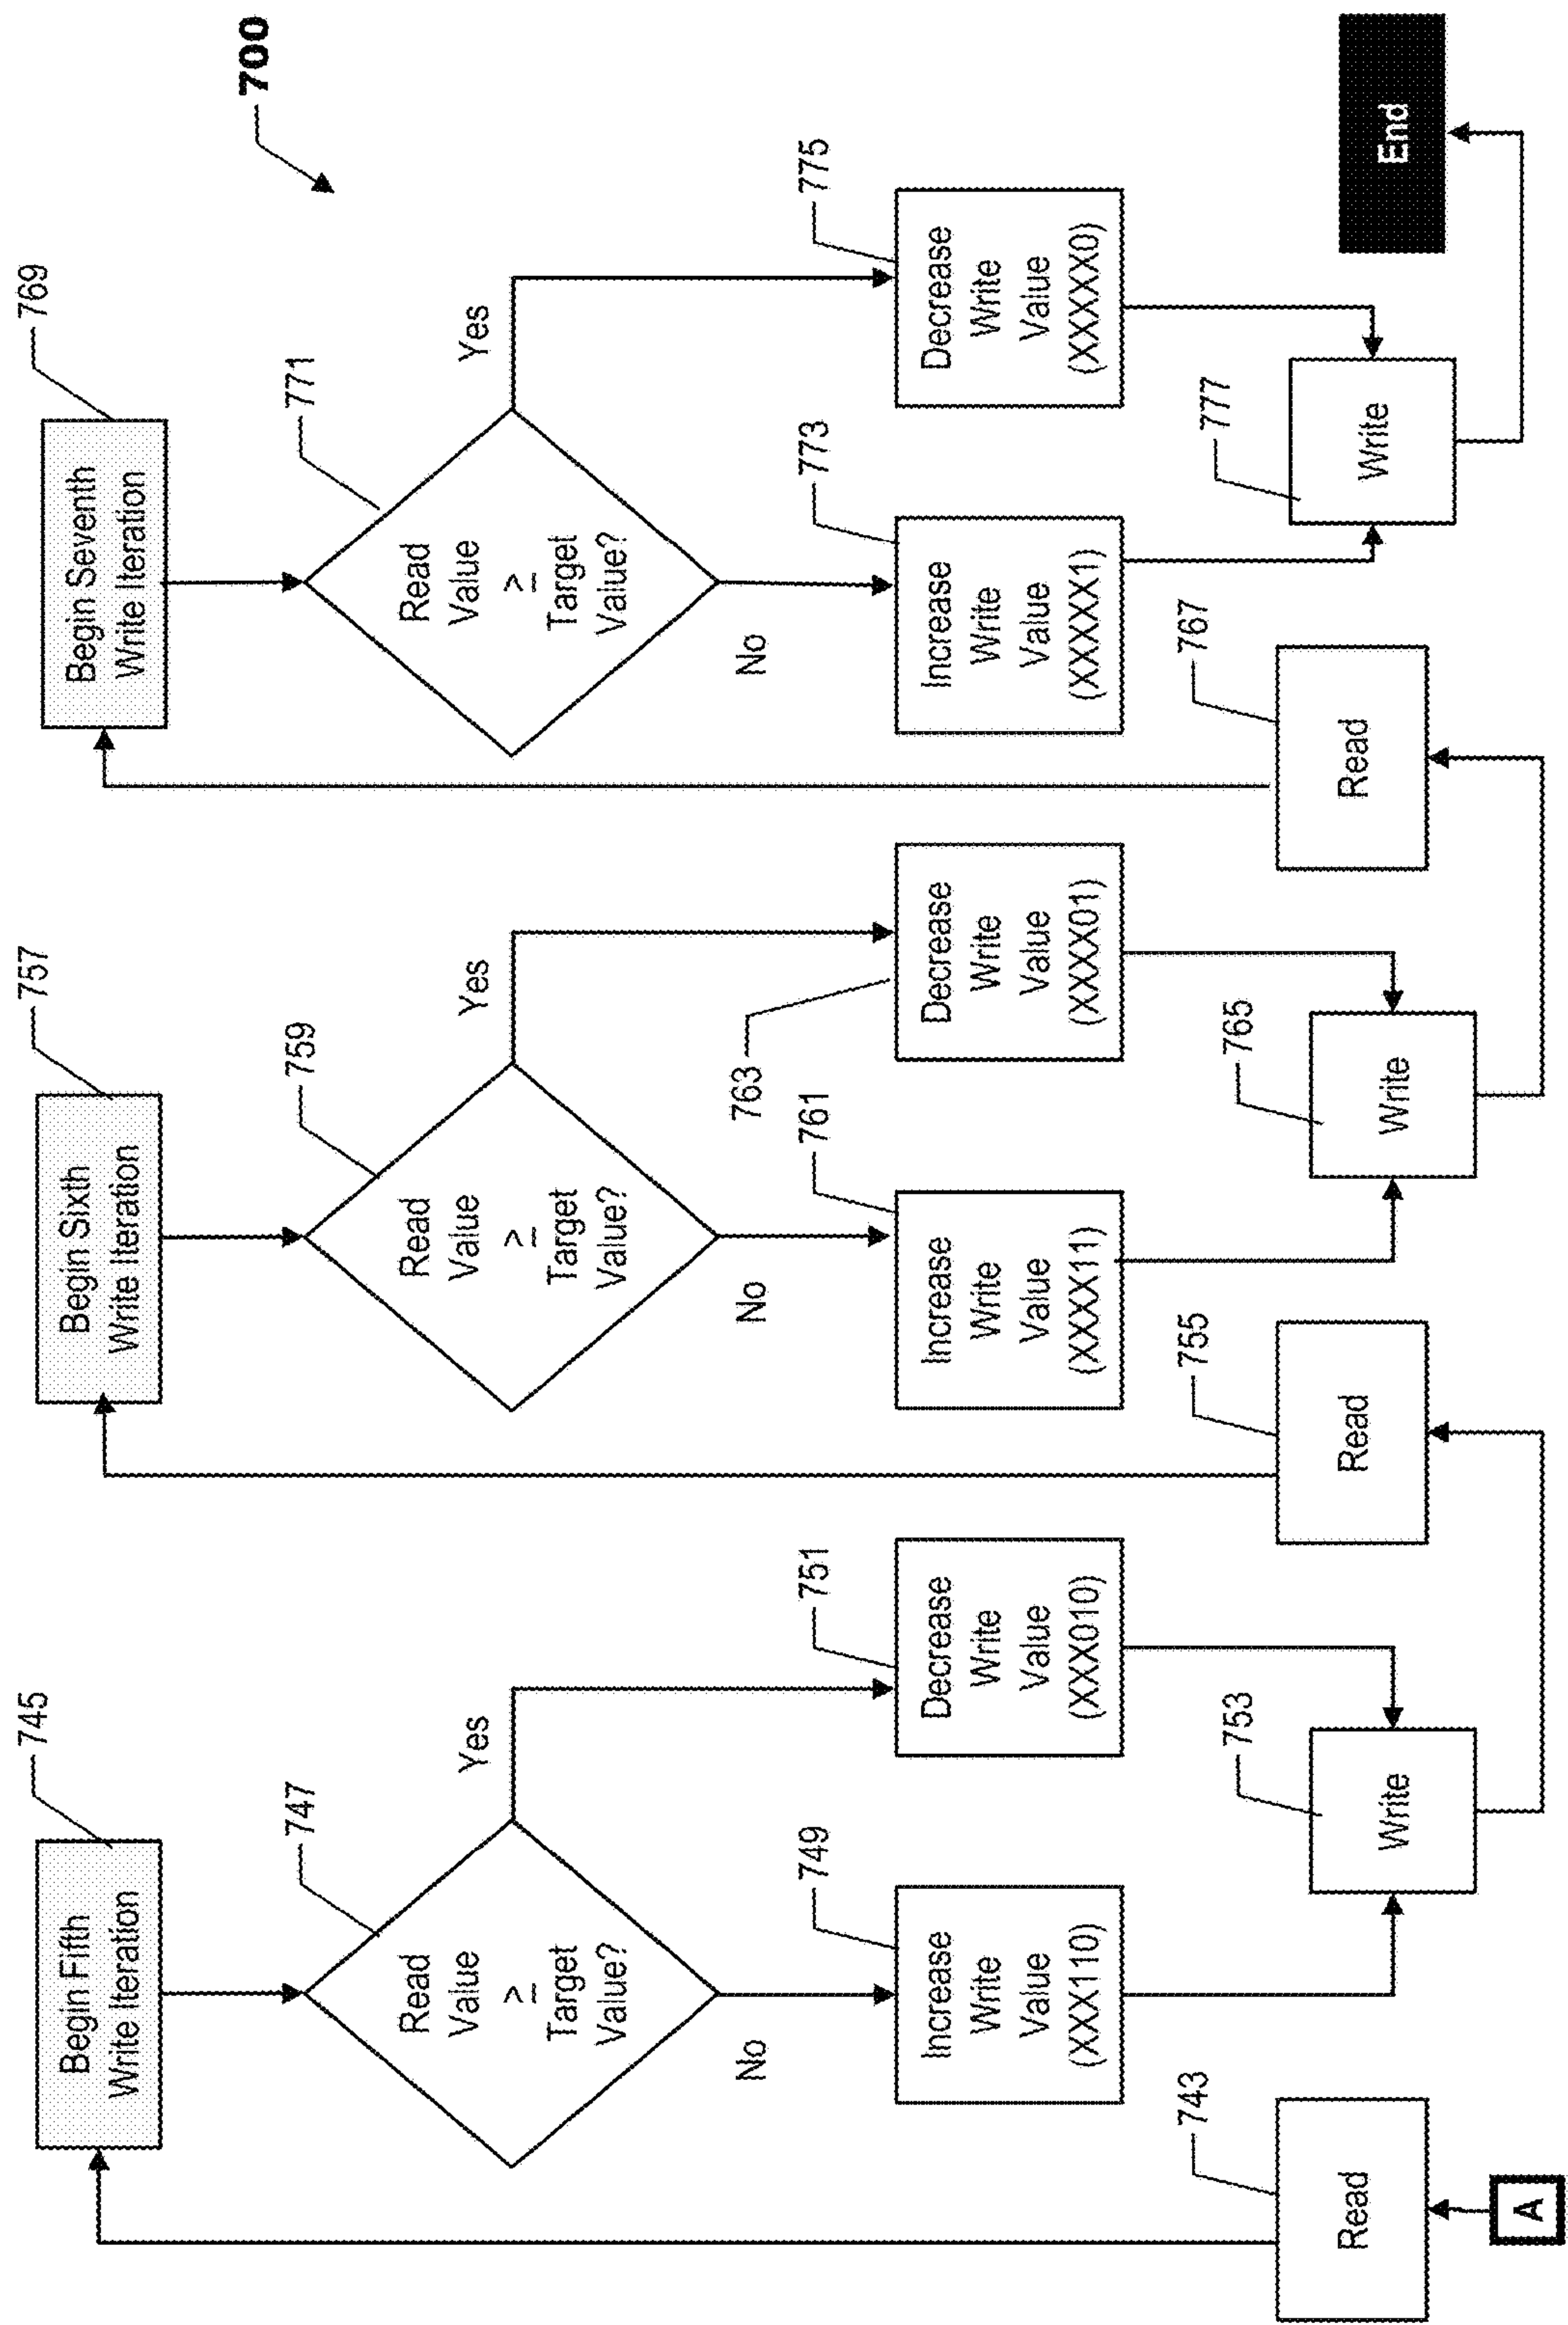 700
745
Begin Fifth
Write Iteration
747
Read
Value
≥
Target
Value?
Yes
No
749
Increase
Write
Value
(XXX110)
751
Decrease
Write
Value
(XXX010)
743
Read
A
753
Write
757
Begin Sixth
Write Iteration
759
Read
Value
≥
Target
Value?
Yes
No
761
Increase
Write
Value
(XXXX11)
763
Decrease
Write
Value
(XXXX01)
755
Read
765
Write
769
Begin Seventh
Write Iteration
771
Read
Value
≥
Target
Value?
Yes
No
773
Increase
Write
Value
(XXXXX1)
775
Decrease
Write
Value
(XXXXX0)
767
Read
777
Write
End